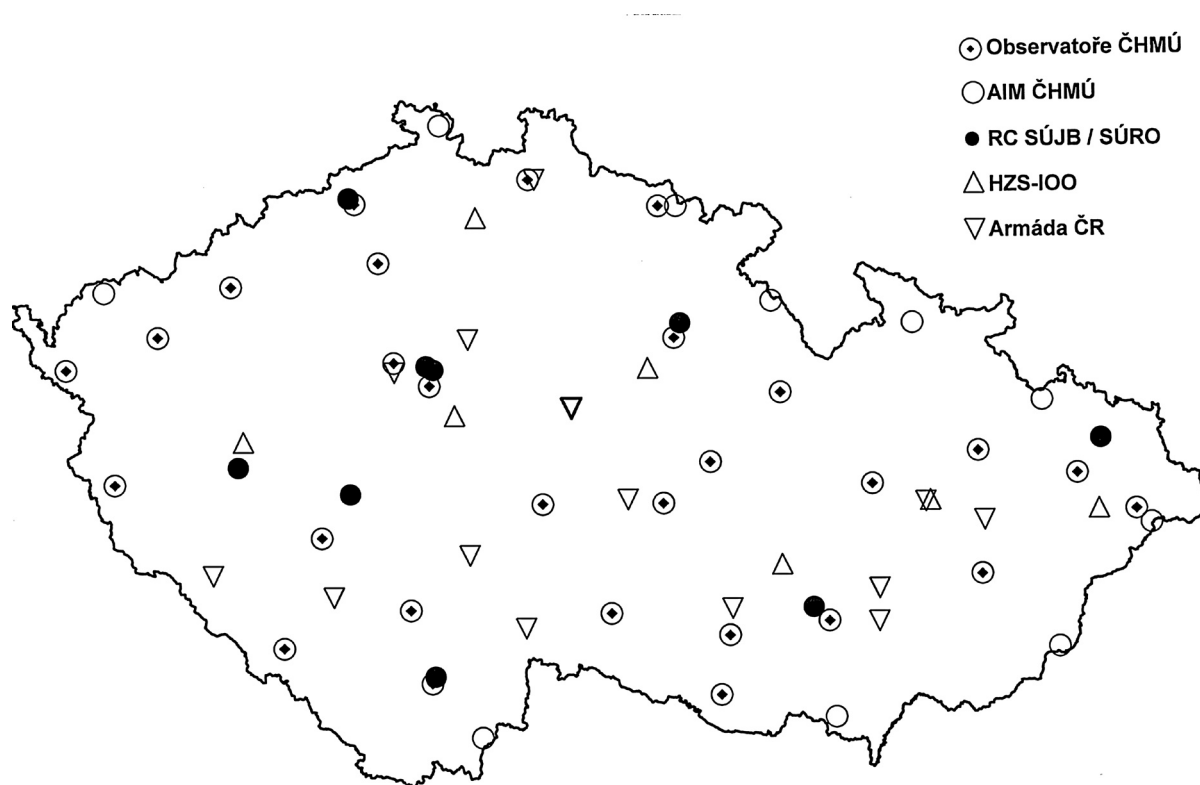 Observatoře ČHMÚ
AIM ČHMÚ
RC SÚJB / SÚRO
HZS-IOO
Armáda ČR